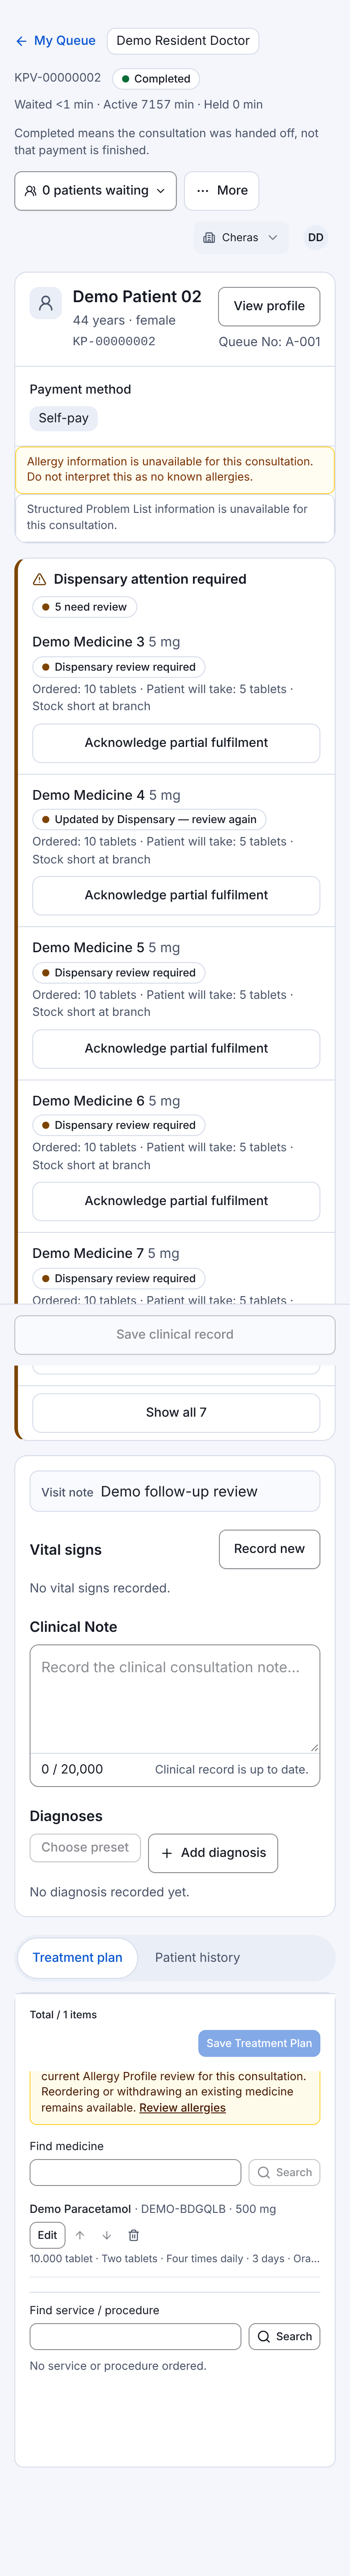 My Queue
Demo Resident Doctor
KPV-00000002
Completed
Waited <1 min · Active 7157 min · Held 0 min
Completed means the consultation was handed off, not
that payment is finished.
0 patients waiting
More
Cheras
DD
Demo Patient 02
View profile
44 years · female
KP-00000002
Queue No: A-001
Payment method
Self-pay
Allergy information is unavailable for this consultation.
Do not interpret this as no known allergies.
Structured Problem List information is unavailable for
this consultation.
Dispensary attention required
5 need review
Demo Medicine 3 5 mg
Dispensary review required
Ordered: 10 tablets · Patient will take: 5 tablets ·
Stock short at branch
Acknowledge partial fulfilment
Demo Medicine 4 5 mg
Updated by Dispensary — review again
Ordered: 10 tablets · Patient will take: 5 tablets ·
Stock short at branch
Acknowledge partial fulfilment
Demo Medicine 5 5 mg
Dispensary review required
Ordered: 10 tablets · Patient will take: 5 tablets ·
Stock short at branch
Acknowledge partial fulfilment
Demo Medicine 6 5 mg
Dispensary review required
Ordered: 10 tablets · Patient will take: 5 tablets ·
Stock short at branch
Acknowledge partial fulfilment
Demo Medicine 7 5 mg
Dispensary review required
Ordered: 10 tablets · Patient will take: 5 tablets ·
Save clinical record
Show all 7
Visit note Demo follow-up review
Vital signs
Record new
No vital signs recorded.
Clinical Note
Record the clinical consultation note...
0 / 20,000
Clinical record is up to date.
Diagnoses
Choose preset
Add diagnosis
No diagnosis recorded yet.
Treatment plan
Patient history
Total / 1 items
Save Treatment Plan
current Allergy Profile review for this consultation.
Reordering or withdrawing an existing medicine
remains available. Review allergies
Find medicine
Search
Demo Paracetamol · DEMO-BDGQLB · 500 mg
Edit
10.000 tablet · Two tablets · Four times daily · 3 days · Ora...
Find service / procedure
Search
No service or procedure ordered.